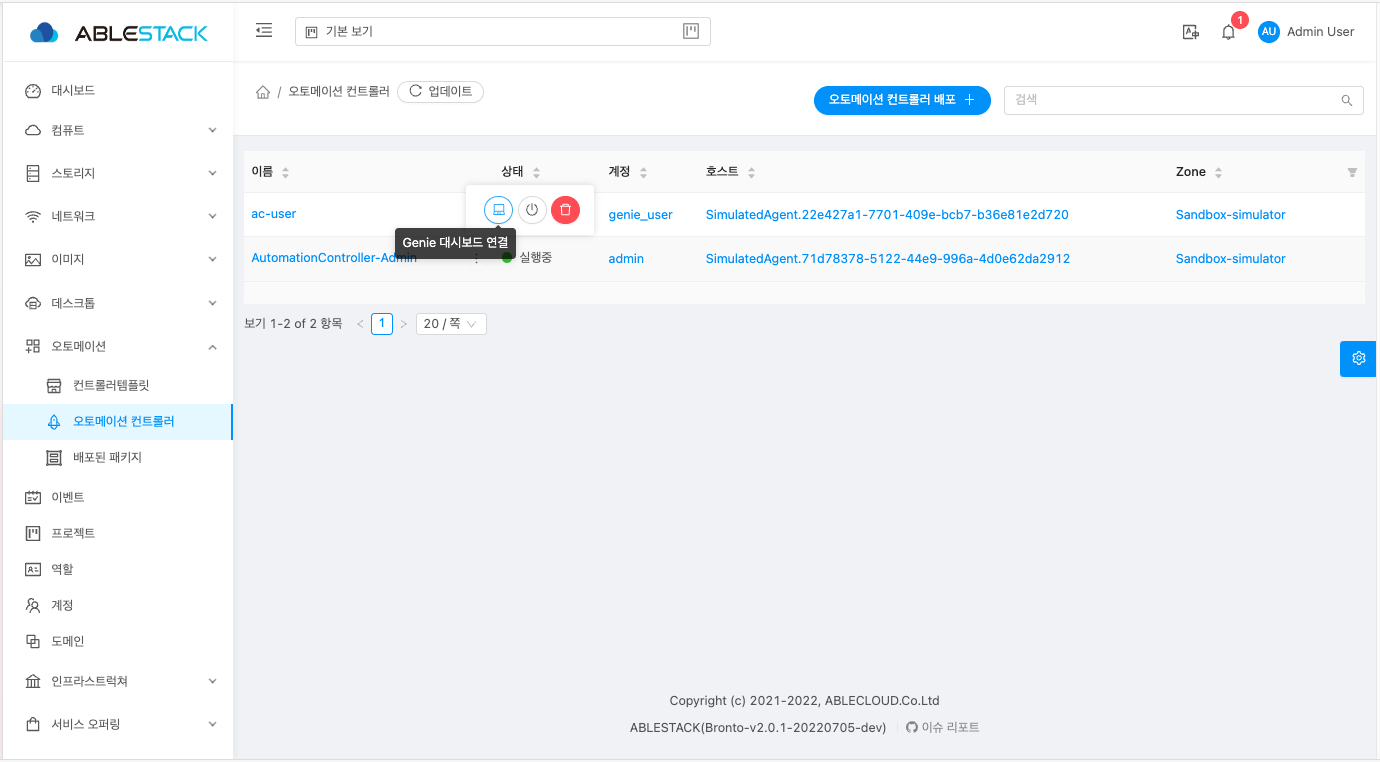 ABLESTACK
기본 보기
1
AU
Admin User
대시보드
컴퓨트
스토리지
네트워크
이미지
데스크톱
오토메이션
컨트롤러템플릿
오토메이션 컨트롤러
배포된 패키지
이벤트
프로젝트
역할
계정
도메인
인프라스트럭쳐
서비스 오퍼링
/ 오토메이션 컨트롤러
업데이트
오토메이션 컨트롤러 배포 +
검색
이름 상태 계정 호스트 Zone
ac-user genie_user SimulatedAgent.22e427a1-7701-409e-bcb7-b36e81e2d720 Sandbox-simulator
Genie 대시보드 연결
AutomationController-Admin 실행중 admin SimulatedAgent.71d78378-5122-44e9-996a-4d0e62da2912 Sandbox-simulator
보기 1-2 of 2 항목 < 1 > 20 / 쪽
Copyright (c) 2021-2022, ABLECLOUD.Co.Ltd
ABLESTACK(Bronto-v2.0.1-20220705-dev) 이슈 리포트